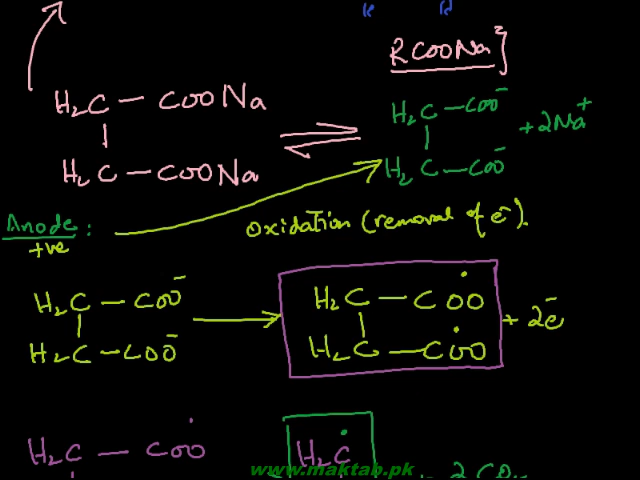 RCOONa]
H₂C — COONa
H₂C — COONa
H₂C — COO⁻
H₂C — COO⁻
+ 2Na⁺
Anode :
+ve
Oxidation (removal of e⁻).
H₂C — COO⁻
H₂C — COO⁻
H₂C — COO•
H₂C — COO•
+ 2e⁻
H₂C — COO•
H₂C•
www.maktab.pk